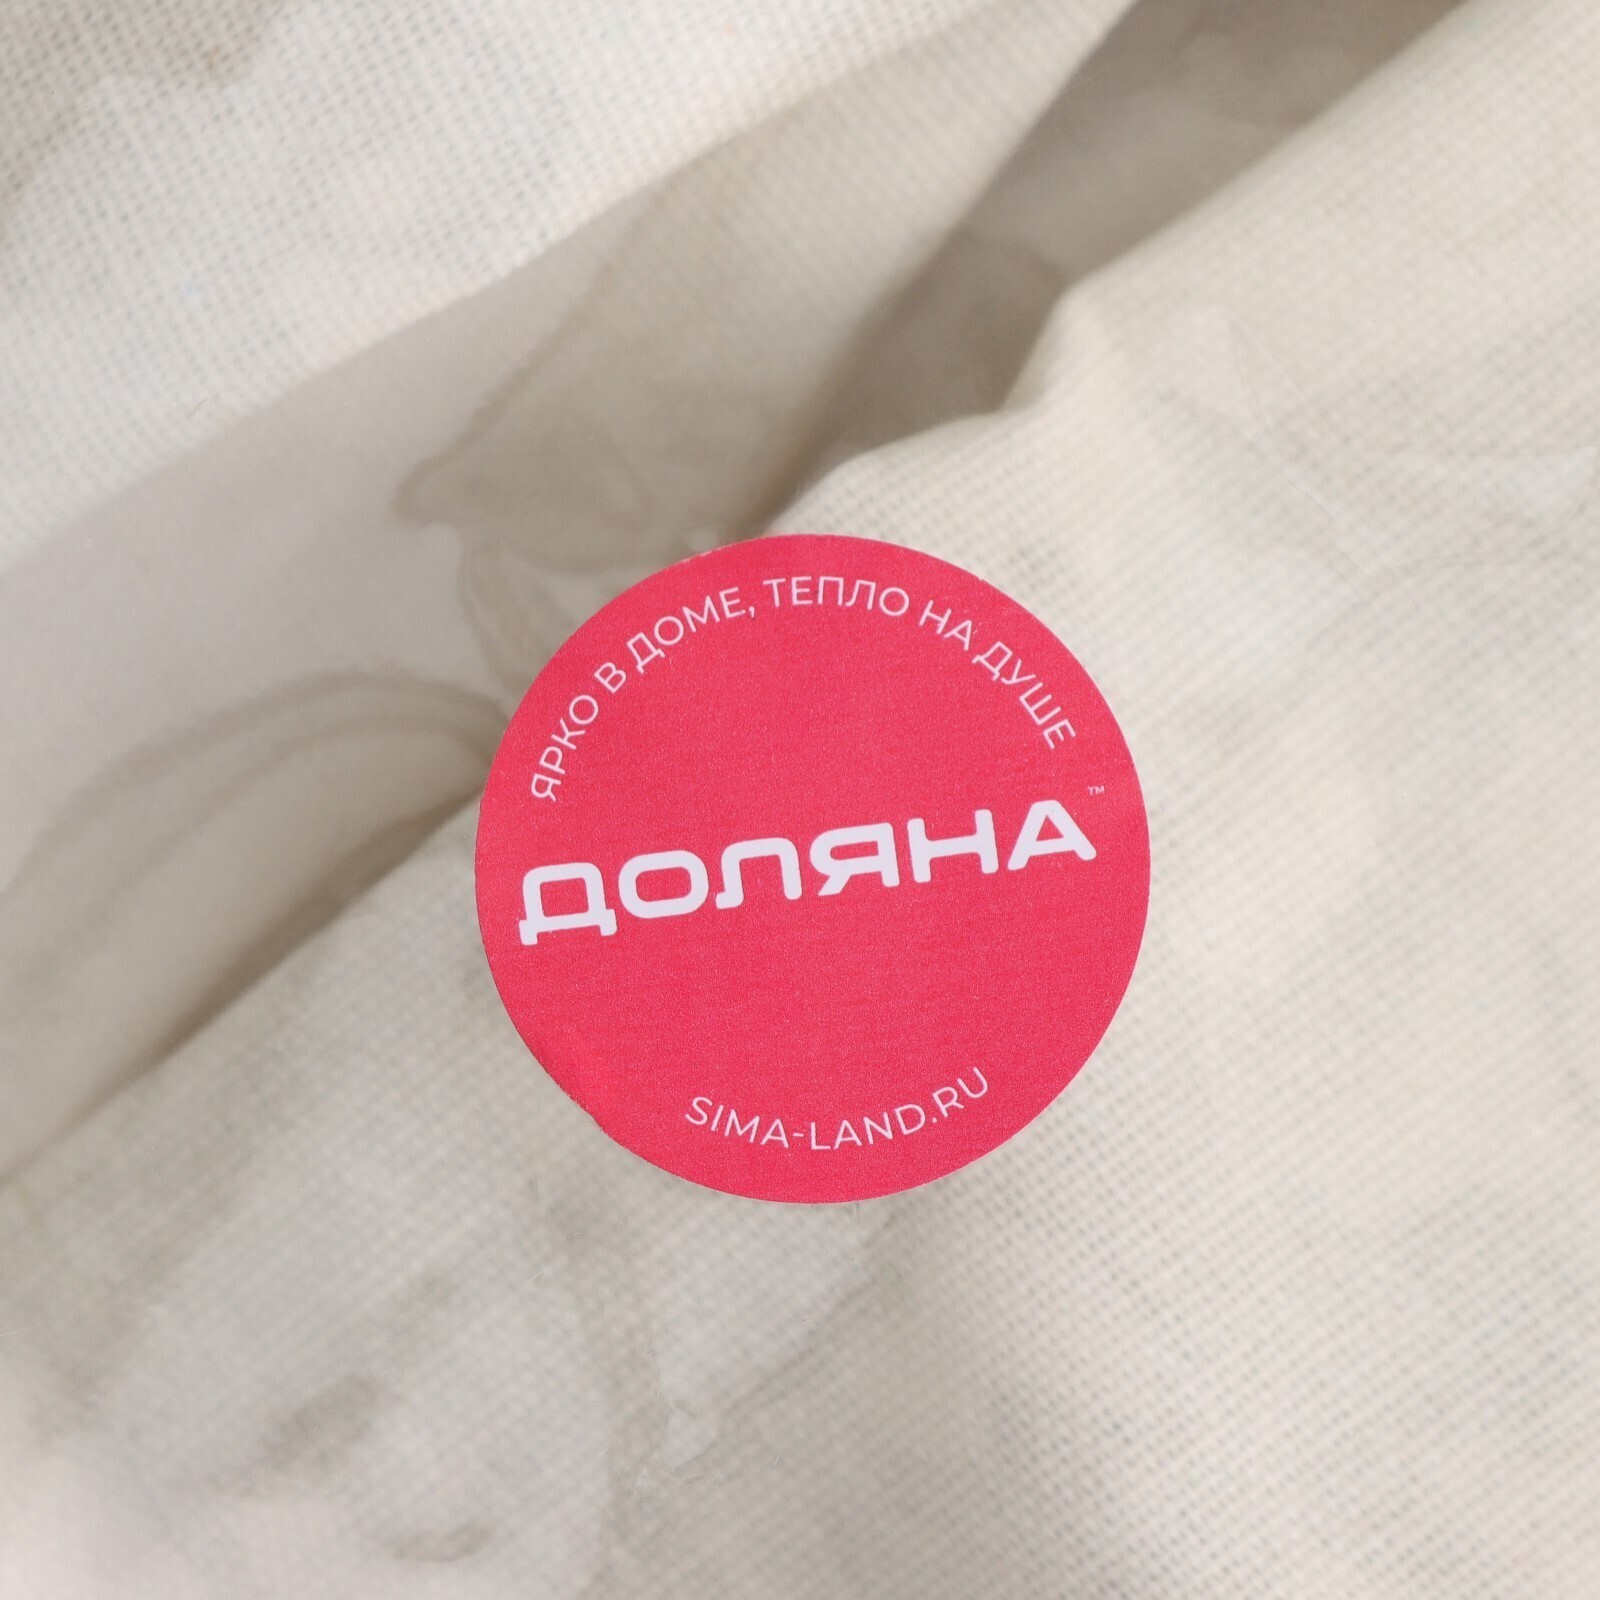 ЯРКО В ДОМЕ, ТЕПЛО НА ДУШЕ
ДОЛЯНА™
SIMA-LAND.RU